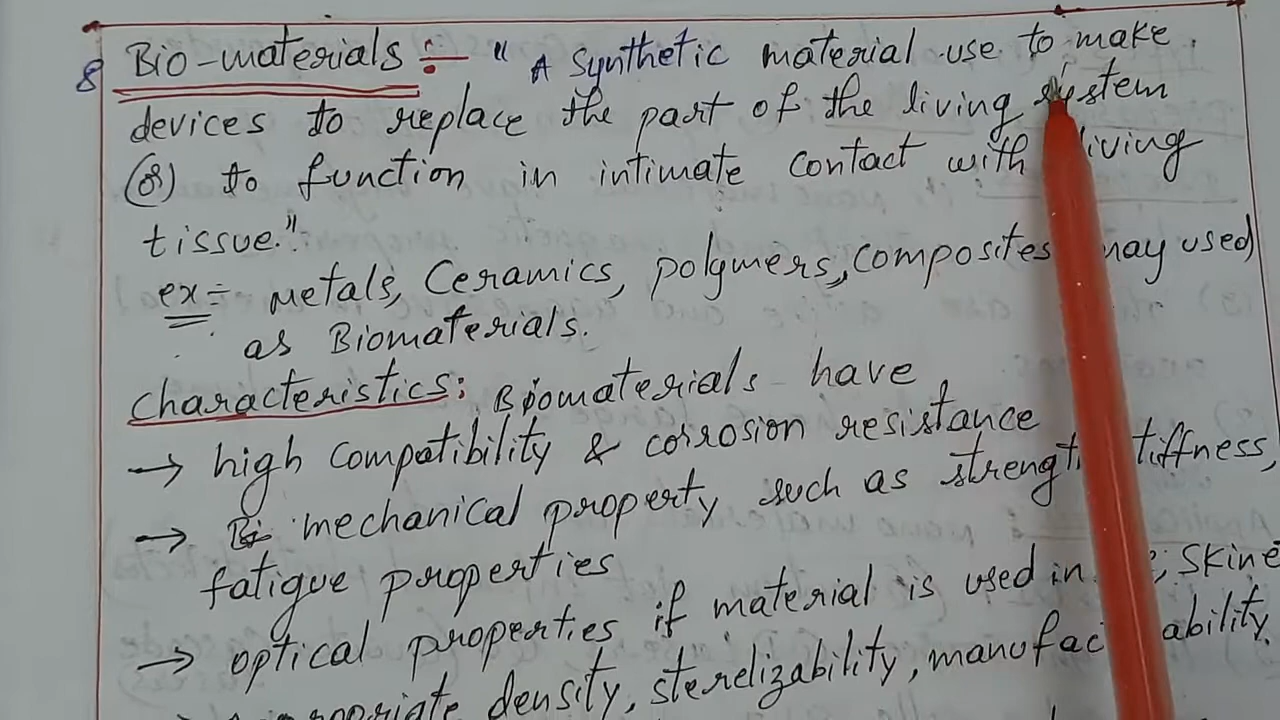 8 Bio-materials :- " A synthetic material use to make
devices to replace the part of the living system
(or) to function in intimate contact with living
tissue."
ex:- Metals, Ceramics, polymers, composites may used
as Biomaterials.
Characteristics: Biomaterials have
→ high compatibility & corrosion resistance
→ mechanical property such as strength, stiffness,
fatigue properties
→ optical properties if material is used in ; skine
density, sterelizability, manufacturability